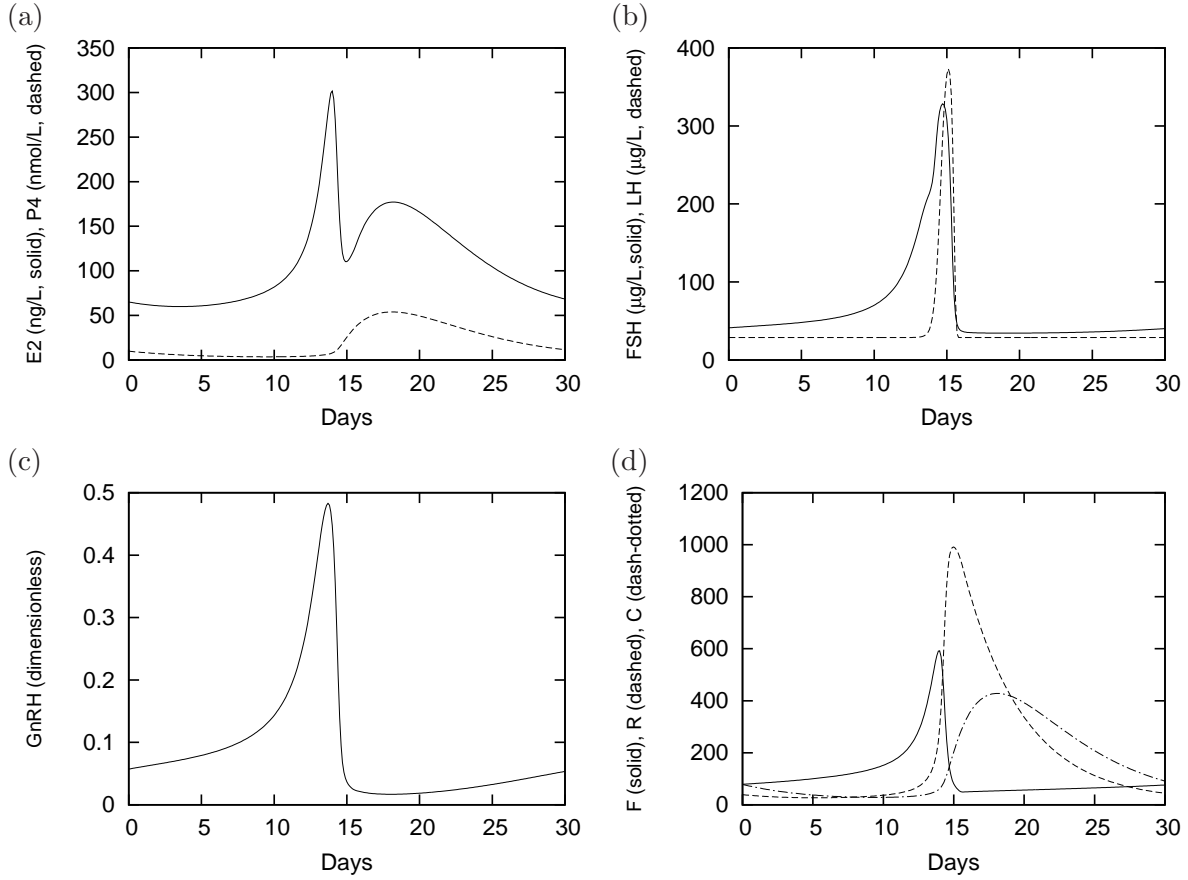 (a)
E2 (ng/L, solid), P4 (nmol/L, dashed)
350
300
250
200
150
100
50
0
0 5 10 15 20 25 30
Days
(b)
FSH (µg/L,solid), LH (µg/L, dashed)
400
300
200
100
0
0 5 10 15 20 25 30
Days
(c)
GnRH (dimensionless)
0.5
0.4
0.3
0.2
0.1
0
0 5 10 15 20 25 30
Days
(d)
F (solid), R (dashed), C (dash-dotted)
1200
1000
800
600
400
200
0
0 5 10 15 20 25 30
Days